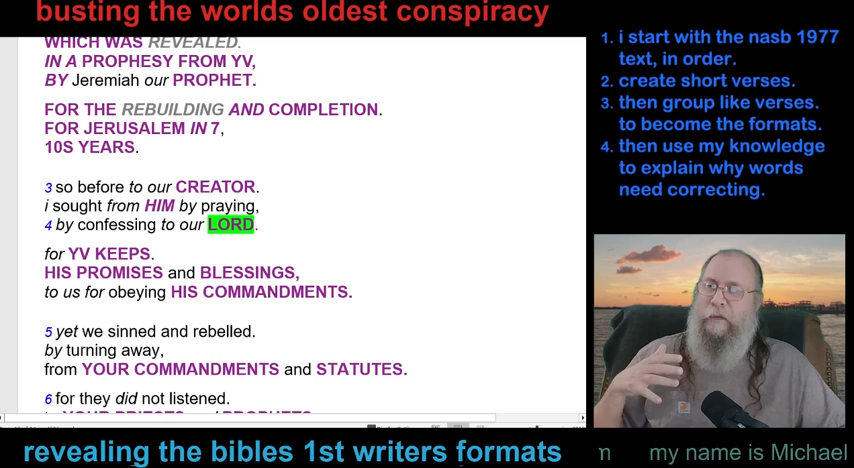 busting the worlds oldest conspiracy
WHICH WAS REVEALED.
IN A PROPHESY FROM YV,
BY Jeremiah our PROPHET.
FOR THE REBUILDING AND COMPLETION.
FOR JERUSALEM IN 7,
10S YEARS.
3 so before to our CREATOR.
i sought from HIM by praying,
4 by confessing to our LORD.
for YV KEEPS.
HIS PROMISES and BLESSINGS,
to us for obeying HIS COMMANDMENTS.
5 yet we sinned and rebelled.
by turning away,
from YOUR COMMANDMENTS and STATUTES.
6 for they did not listened.
1. i start with the nasb 1977
text, in order.
2. create short verses.
3. then group like verses.
to become the formats.
4. then use my knowledge
to explain why words
need correcting.
revealing the bibles 1st writers formats
m my name is Michael